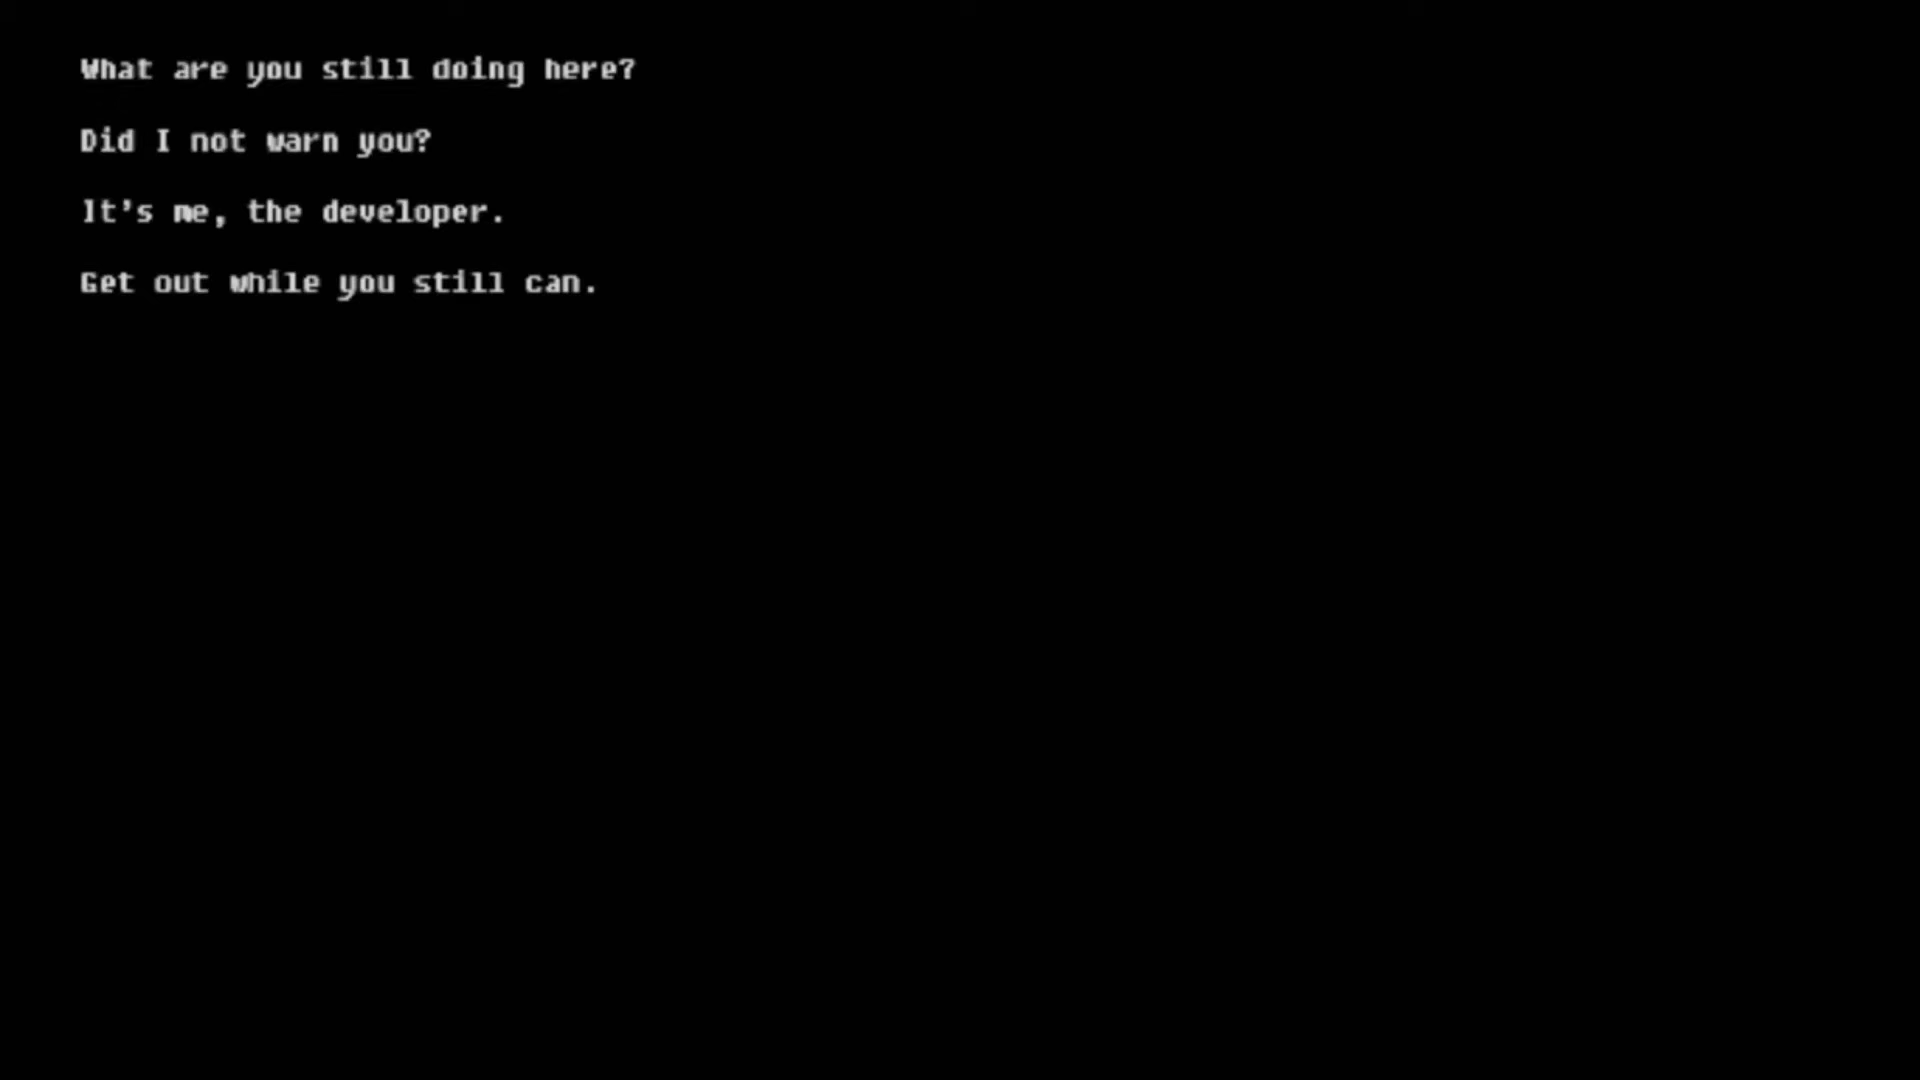 What are you still doing here?
Did I not warn you?
It's me, the developer.
Get out while you still can.